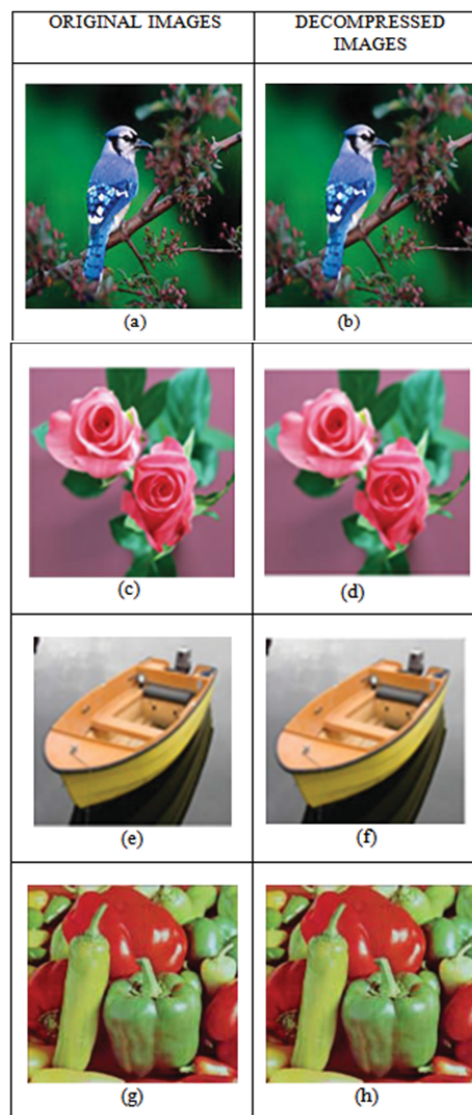 ORIGINAL IMAGES
DECOMPRESSED
IMAGES
(a)
(b)
(c)
(d)
(e)
(f)
(g)
(h)